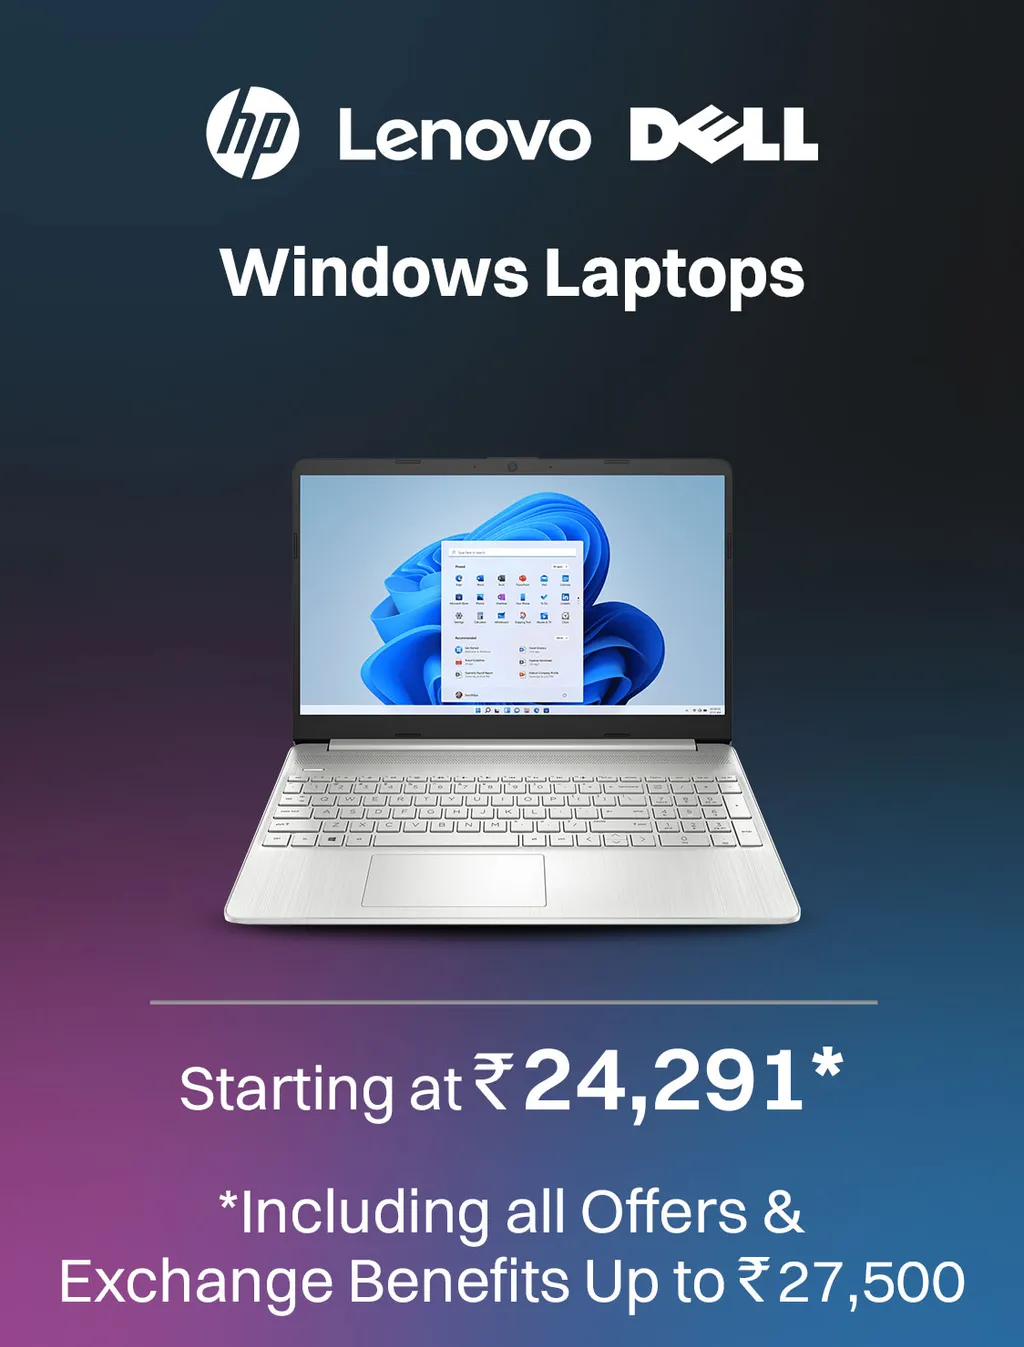 hp Lenovo DELL
Windows Laptops
Starting at ₹24,291*
*Including all Offers &
Exchange Benefits Up to ₹27,500